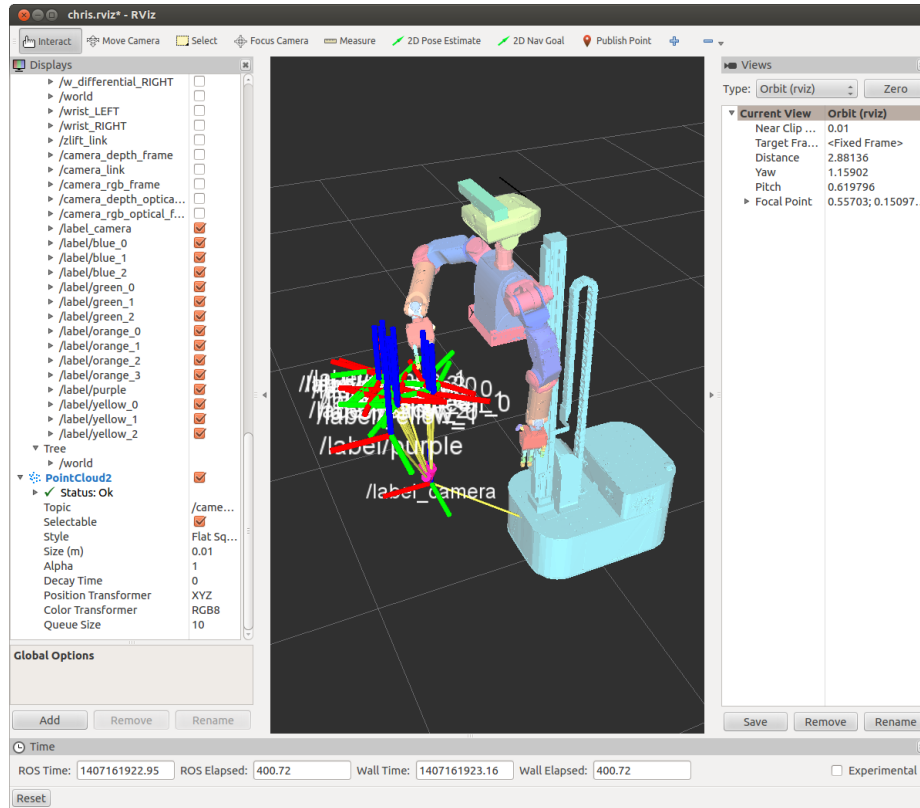 chris.rviz* - RViz
Interact Move Camera Select Focus Camera Measure 2D Pose Estimate 2D Nav Goal Publish Point
Displays
/w_differential_RIGHT
/world
/wrist_LEFT
/wrist_RIGHT
/zlift_link
/camera_depth_frame
/camera_link
/camera_rgb_frame
/camera_depth_optica...
/camera_rgb_optical_f...
/label_camera
/label/blue_0
/label/blue_1
/label/blue_2
/label/green_0
/label/green_1
/label/green_2
/label/orange_0
/label/orange_1
/label/orange_2
/label/orange_3
/label/purple
/label/yellow_0
/label/yellow_1
/label/yellow_2
Tree
/world
PointCloud2
Status: Ok
Topic /came...
Selectable
Style Flat Sq...
Size (m) 0.01
Alpha 1
Decay Time 0
Position Transformer XYZ
Color Transformer RGB8
Queue Size 10
Global Options
Add Remove Rename
/label/purple
/label_camera
Views
Type: Orbit (rviz) Zero
Current View Orbit (rviz)
Near Clip ... 0.01
Target Fra... <Fixed Frame>
Distance 2.88136
Yaw 1.15902
Pitch 0.619796
Focal Point 0.55703; 0.15097...
Save Remove Rename
Time
ROS Time: 1407161922.95 ROS Elapsed: 400.72 Wall Time: 1407161923.16 Wall Elapsed: 400.72 Experimental
Reset